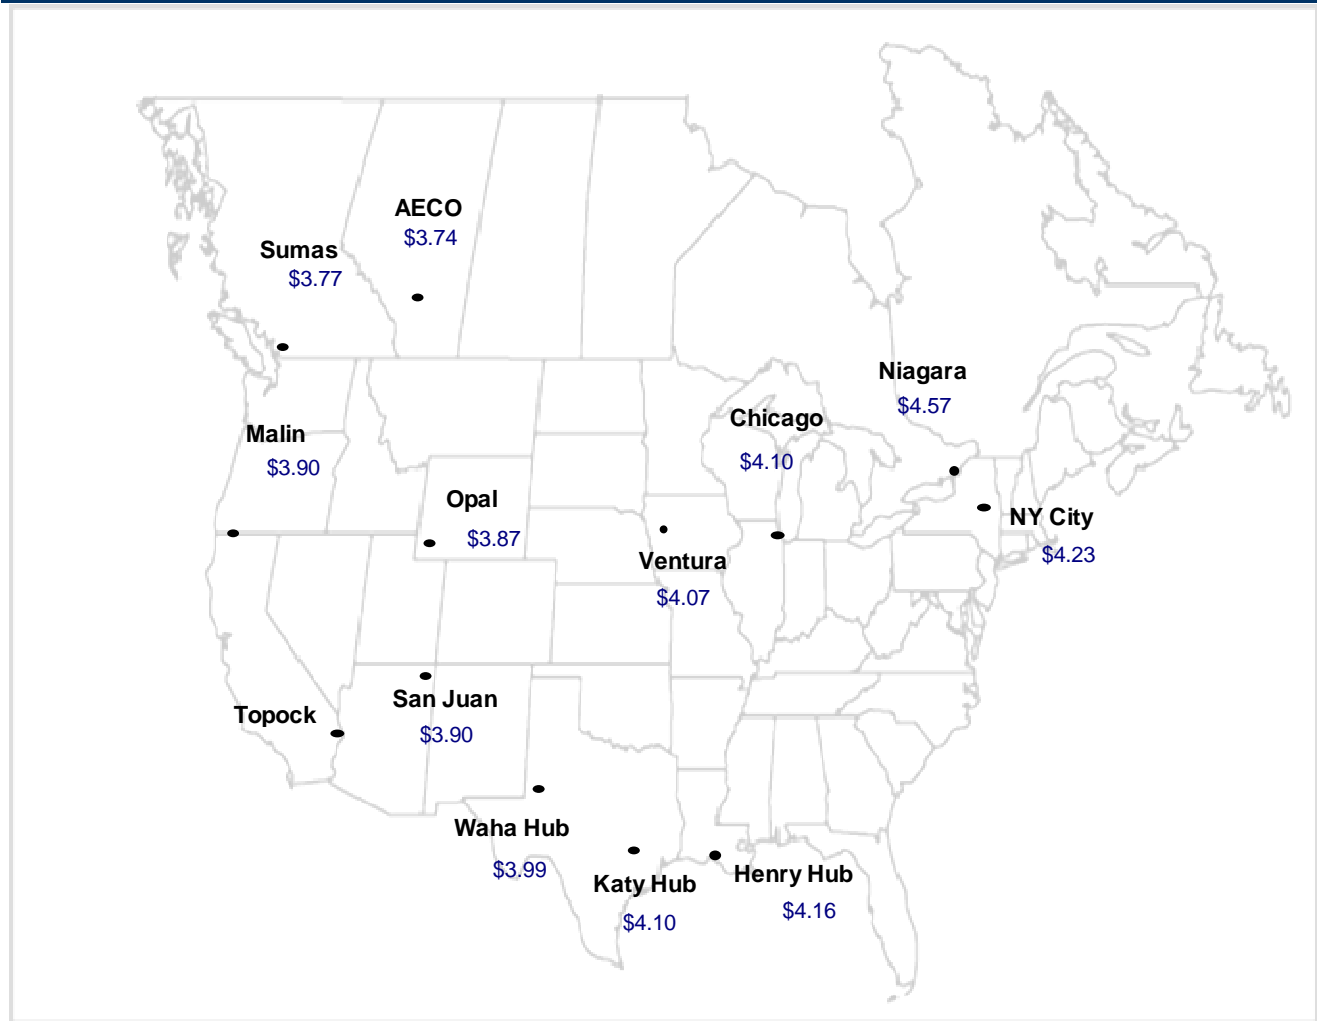 AECO
$3.74
Sumas
$3.77
Niagara
$4.57
Chicago
$4.10
Malin
$3.90
Opal
$3.87
NY City
$4.23
Ventura
$4.07
San Juan
$3.90
Topock
Waha Hub
$3.99
Katy Hub
$4.10
Henry Hub
$4.16